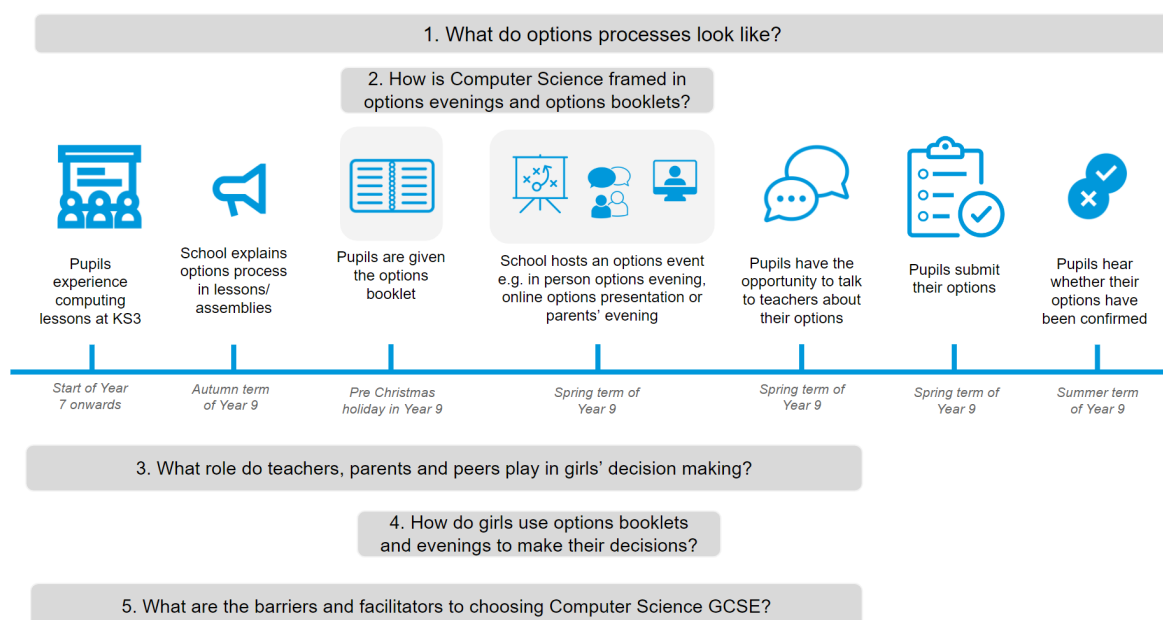 1. What do options processes look like?
2. How is Computer Science framed in
options evenings and options booklets?
Pupils
experience
computing
lessons at KS3
School explains
options process
in lessons/
assemblies
Pupils are given
the options
booklet
School hosts an options event
e.g. in person options evening,
online options presentation or
parents' evening
Pupils have the
opportunity to talk
to teachers about
their options
Pupils submit
their options
Pupils hear
whether their
options have
been confirmed
Start of Year
7 onwards
Autumn term
of Year 9
Pre Christmas
holiday in Year 9
Spring term of
Year 9
Spring term of
Year 9
Spring term of
Year 9
Summer term
of Year 9
3. What role do teachers, parents and peers play in girls' decision making?
4. How do girls use options booklets
and evenings to make their decisions?
5. What are the barriers and facilitators to choosing Computer Science GCSE?